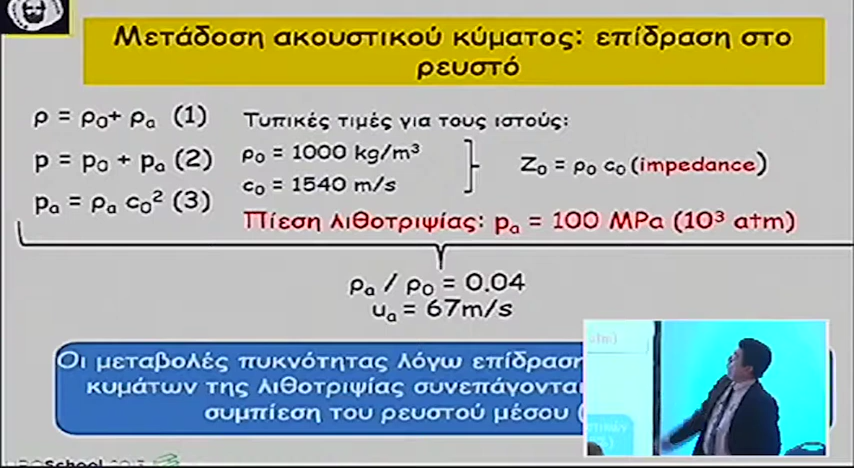 Μετάδοση ακουστικού κύματος: επίδραση στο
ρευστό
ρ = ρ₀+ ρₐ (1)
p = p₀ + pₐ (2)
pₐ = ρₐ c₀² (3)
Τυπικές τιμές για τους ιστούς:
ρ₀ = 1000 kg/m³
c₀ = 1540 m/s
Z₀ = ρ₀ c₀ (impedance)
Πίεση λιθοτριψίας: pₐ = 100 MPa (10³ atm)
ρₐ / ρ₀ = 0.04
uₐ = 67m/s
Οι μεταβολές πυκνότητας λόγω επίδραση
κυμάτων της λιθοτριψίας συνεπάγονται
συμπίεση του ρευστού μέσου (
School